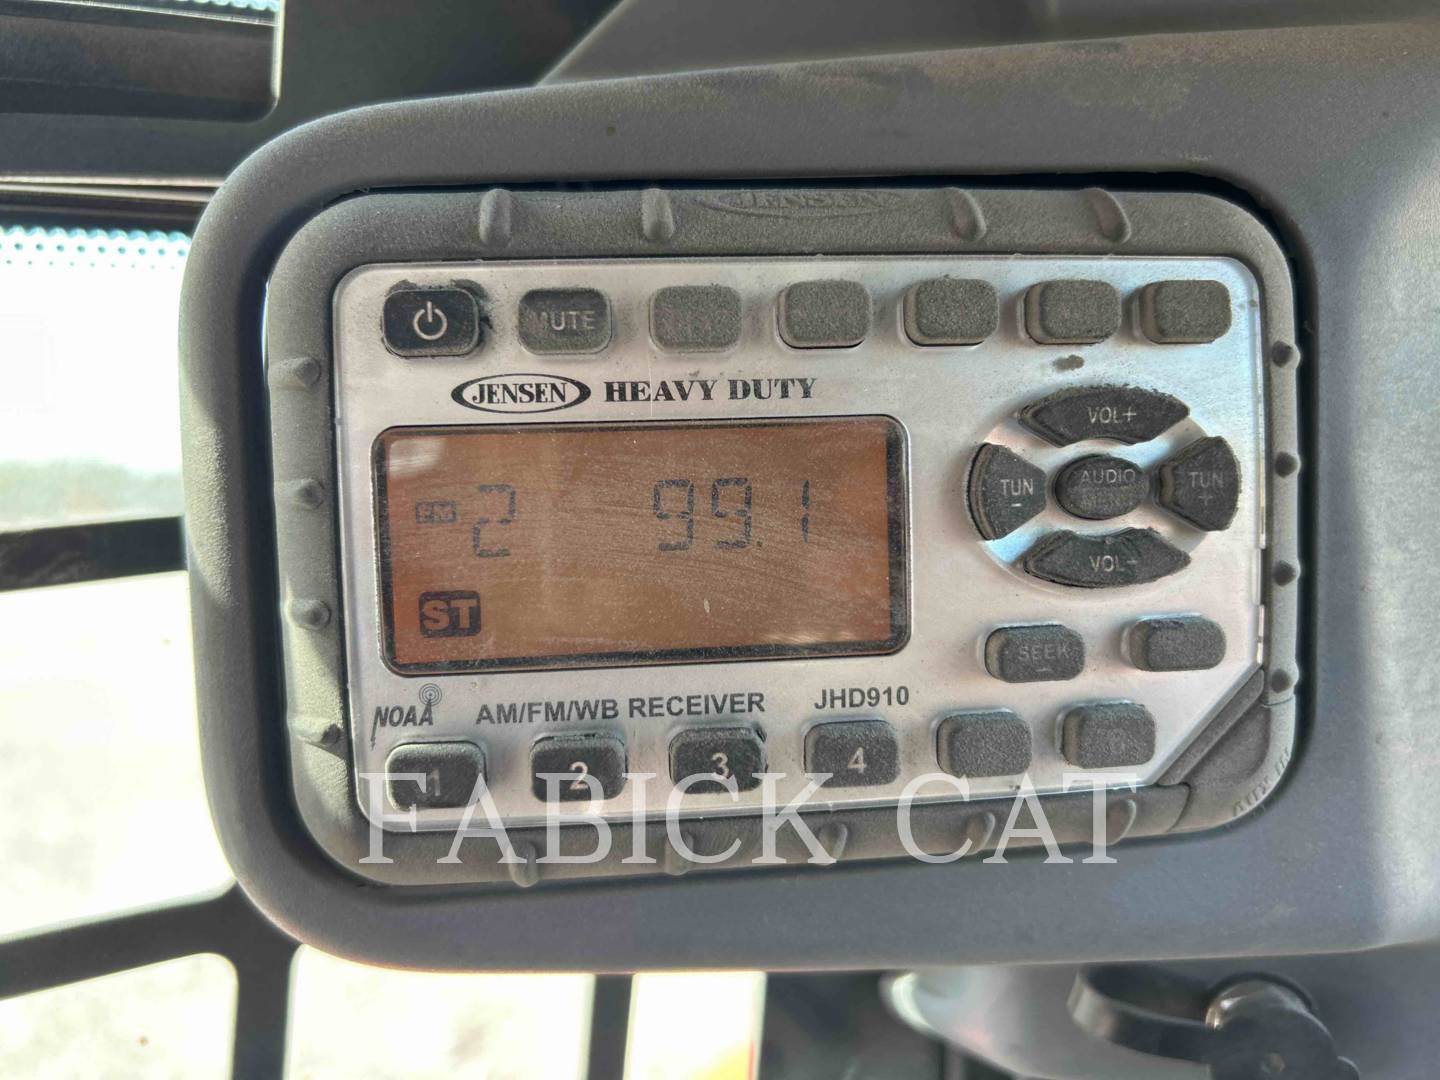 JENSEN
MUTE
JENSEN HEAVY DUTY
VOL+
TUN -
AUDIO
TUN +
VOL-
FM 2 99.1
ST
SEEK -
NOAA AM/FM/WB RECEIVER JHD910
1 2 3 4
FABICK CAT